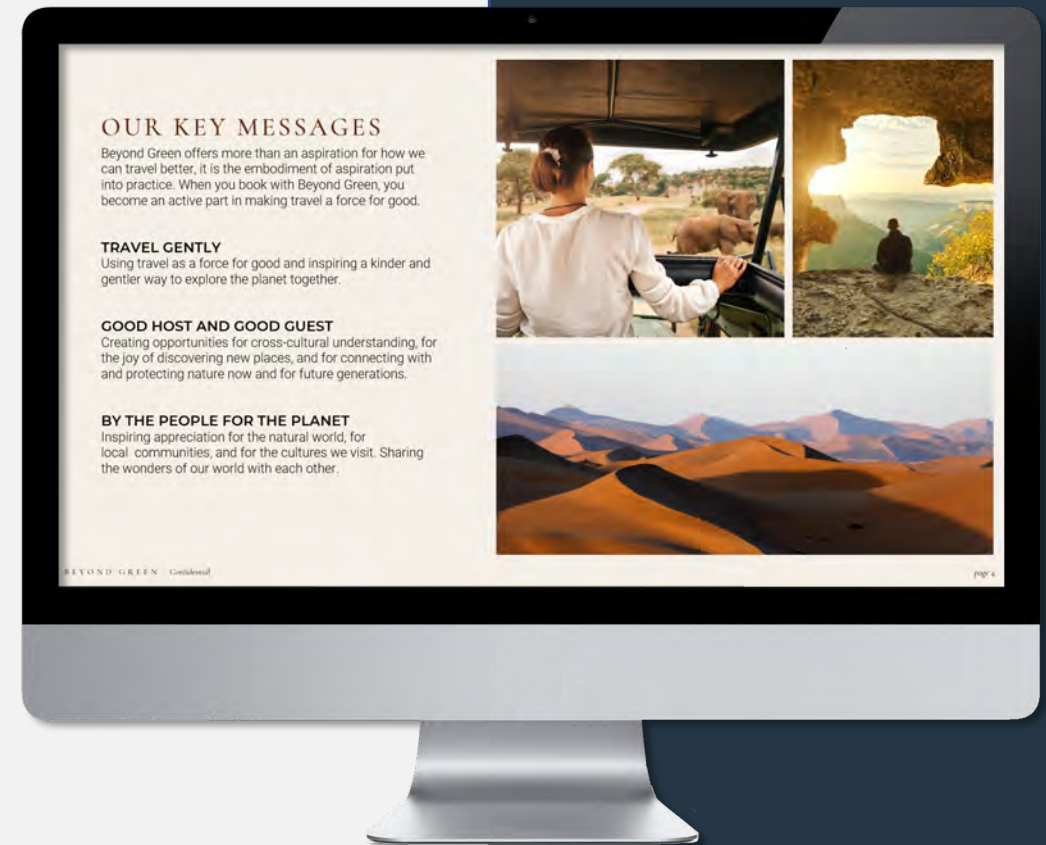 OUR KEY MESSAGES
Beyond Green offers more than an aspiration for how we
can travel better, it is the embodiment of aspiration put
into practice. When you book with Beyond Green, you
become an active part in making travel a force for good.
TRAVEL GENTLY
Using travel as a force for good and inspiring a kinder and
gentler way to explore the planet together.
GOOD HOST AND GOOD GUEST
Creating opportunities for cross-cultural understanding, for
the joy of discovering new places, and for connecting with
and protecting nature now and for future generations.
BY THE PEOPLE FOR THE PLANET
Inspiring appreciation for the natural world, for
local  communities, and for the cultures we visit. Sharing
the wonders of our world with each other.
BEYOND GREEN Confidential
page 4